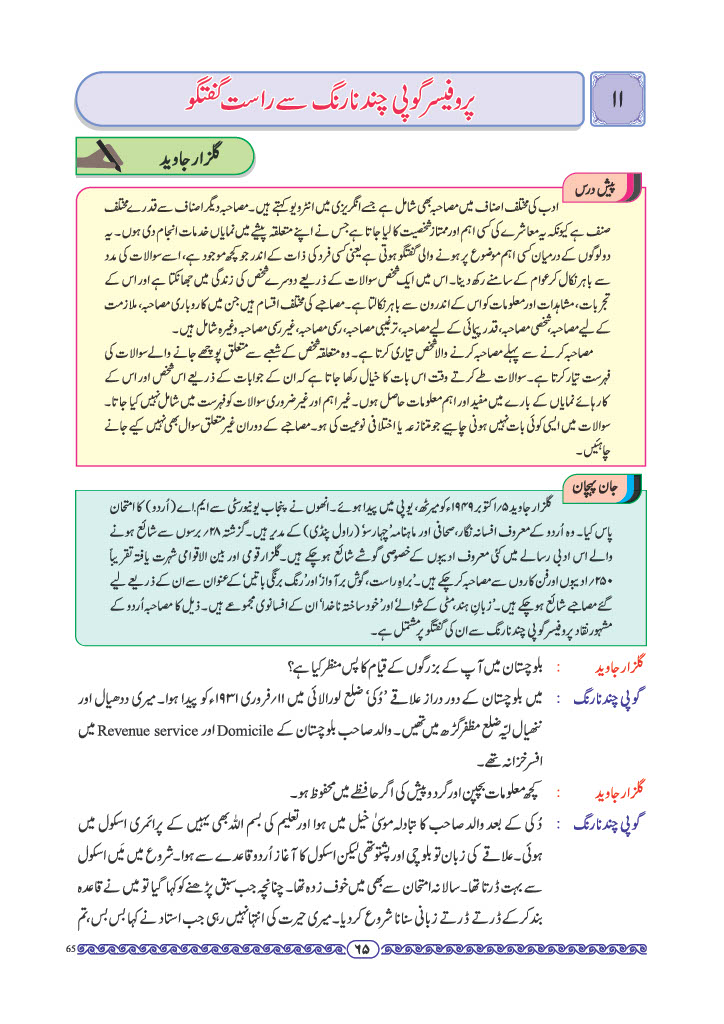 ۱۱
پروفیسر گوپی چند نارنگ سے راست گفتگو
گلزار جاوید
پیش درس
ادب کی مختلف اصناف میں مصاحبہ بھی شامل ہے جسے انگریزی میں انٹرویو کہتے ہیں۔ مصاحبہ دیگر اصناف سے قدرے مختلف
صنف ہے کیونکہ یہ معاشرے کی کسی اہم اور ممتاز شخصیت کا لیا جاتا ہے جس نے اپنے متعلقہ پیشے میں نمایاں خدمات انجام دی ہوں۔ یہ
دو لوگوں کے درمیان کسی اہم موضوع پر ہونے والی گفتگو ہوتی ہے یعنی کسی فرد کی ذات کے اندر جو کچھ موجود ہے، اسے سوالات کی مدد
سے باہر نکال کر عوام کے سامنے رکھ دینا۔ اس میں ایک شخص سوالات کے ذریعے دوسرے شخص کی زندگی میں جھانکتا ہے اور اس کے
تجربات، مشاہدات اور معلومات کو اس کے اندرون سے باہر نکالتا ہے۔ مصاحبے کی مختلف اقسام ہیں جن میں کاروباری مصاحبہ، ملازمت
کے لیے مصاحبہ، شخصی مصاحبہ، قدر پیمائی کے لیے مصاحبہ، ترغیبی مصاحبہ، رسمی مصاحبہ، غیر رسمی مصاحبہ وغیرہ شامل ہیں۔
مصاحبہ کرنے سے پہلے مصاحبہ کرنے والا شخص تیاری کرتا ہے۔ وہ متعلقہ شخص کے شعبے سے متعلق پوچھے جانے والے سوالات کی
فہرست تیار کرتا ہے۔ سوالات طے کرتے وقت اس بات کا خیال رکھا جاتا ہے کہ ان کے جوابات کے ذریعے اس شخص اور اس کے
کارہائے نمایاں کے بارے میں مفید اور اہم معلومات حاصل ہوں۔ غیر اہم اور غیر ضروری سوالات کو فہرست میں شامل نہیں کیا جاتا۔
سوالات میں ایسی کوئی بات نہیں ہونی چاہیے جو متنازعہ یا اختلافی نوعیت کی ہو۔ مصاحبے کے دوران غیر متعلق سوال بھی نہیں کیے جانے
چاہئیں۔
جان پہچان
گلزار جاوید ۵؍ اکتوبر ۱۹۴۹ء کو میرٹھ، یوپی میں پیدا ہوئے۔ انھوں نے پنجاب یونیورسٹی سے ایم۔اے (اُردو) کا امتحان
پاس کیا۔ وہ اُردو کے معروف افسانہ نگار، صحافی اور ماہنامہ 'چہار سوٗ' (راول پنڈی) کے مدیر ہیں۔ گزشتہ ۲۸؍ برسوں سے شائع ہونے
والے اس ادبی رسالے میں کئی معروف ادیبوں کے خصوصی گوشے شائع ہوچکے ہیں۔ گلزار قومی اور بین الاقوامی شہرت یافتہ تقریباً
۲۵۰؍ ادیبوں اور فن کاروں سے مصاحبہ کرچکے ہیں۔ 'براہِ راست، گوش بر آواز' اور 'رنگ برنگی باتیں' کے عنوان سے ان کے ذریعے لیے
گئے مصاحبے شائع ہوچکے ہیں۔ 'زبانِ ہند، مٹی کے شوالے' اور 'خود ساختہ ناخدا' ان کے افسانوی مجموعے ہیں۔ ذیل کا مصاحبہ اُردو کے
مشہور نقاد پروفیسر گوپی چند نارنگ سے ان کی گفتگو پر مشتمل ہے۔
گلزار جاوید : بلوچستان میں آپ کے بزرگوں کے قیام کا پس منظر کیا ہے؟
گوپی چند نارنگ : میں بلوچستان کے دور دراز علاقے 'دُکی' ضلع لورالائی میں ۱۱؍ فروری ۱۹۳۱ء کو پیدا ہوا۔ میری ددھیال اور
ننھیال لیّہ ضلع مظفر گڑھ میں تھیں۔ والد صاحب بلوچستان کے Domicile اور Revenue service میں
افسر خزانہ تھے۔
گلزار جاوید : کچھ معلومات بچپن اور گرد و پیش کی اگر حافظے میں محفوظ ہو۔
گوپی چند نارنگ : دُکی کے بعد والد صاحب کا تبادلہ موسیٰ خیل میں ہوا اور تعلیم کی بسم اللہ بھی یہیں کے پرائمری اسکول میں
ہوئی۔ علاقے کی زبان تو بلوچی اور پشتو تھی لیکن اسکول کا آغاز اُردو قاعدے سے ہوا۔ شروع میں مَیں اسکول
سے بہت ڈرتا تھا۔ سالانہ امتحان سے بھی میں خوف زدہ تھا۔ چنانچہ جب سبق پڑھنے کو کہا گیا تو میں نے قاعدہ
بند کرکے ڈرتے ڈرتے زبانی سنانا شروع کردیا۔ میری حیرت کی انتہا نہیں رہی جب استاد نے کہا بس بس، تم
۶۵
65